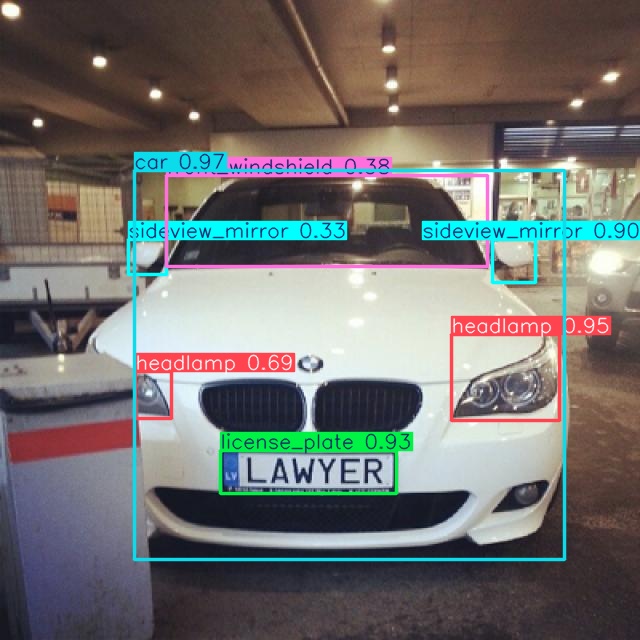 car 0.97
front_windshield 0.38
sideview_mirror 0.33
sideview_mirror 0.90
headlamp 0.95
headlamp 0.69
license_plate 0.93
LV LAWYER